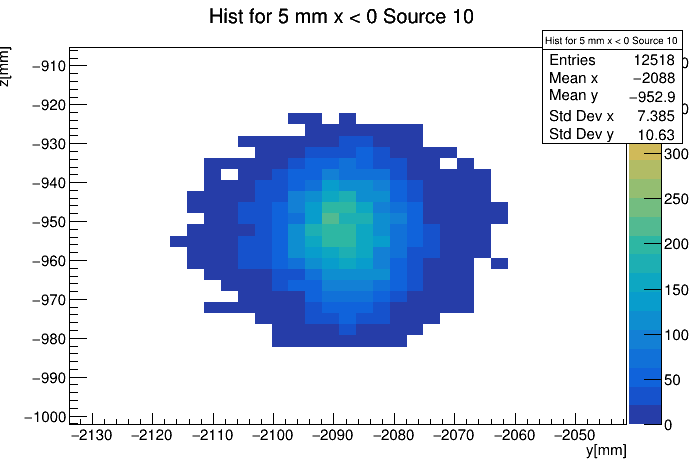 Hist for 5 mm x < 0 Source 10
z[mm]
Hist for 5 mm x < 0 Source 10
Entries 12518
Mean x −2088
Mean y −952.9
Std Dev x 7.385
Std Dev y 10.63
−910
−920
−930
−940
−950
−960
−970
−980
−990
−1000
300
250
200
150
100
50
0
−2130 −2120 −2110 −2100 −2090 −2080 −2070 −2060 −2050
y[mm]